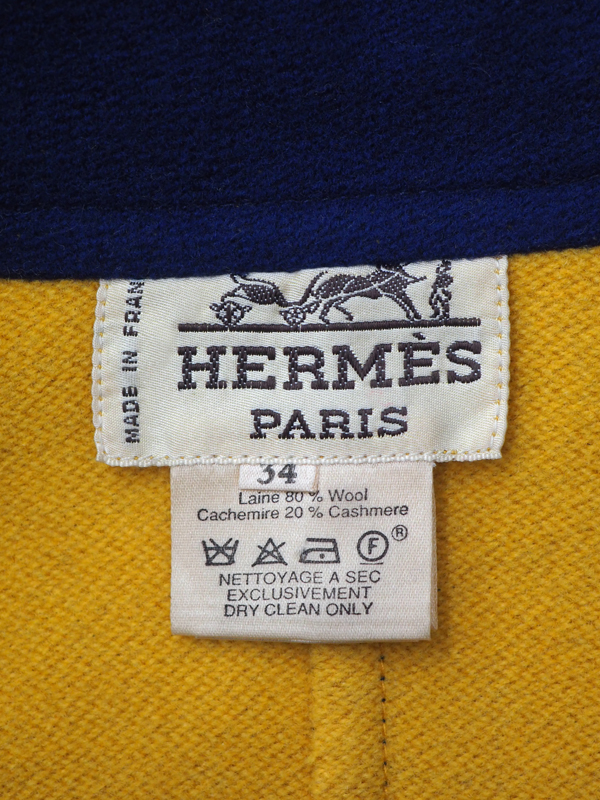 MADE IN FRAN
HERMÈS
PARIS
34
Laine 80 % Wool
Cachemire 20 % Cashmere
F ®
NETTOYAGE A SEC
EXCLUSIVEMENT
DRY CLEAN ONLY